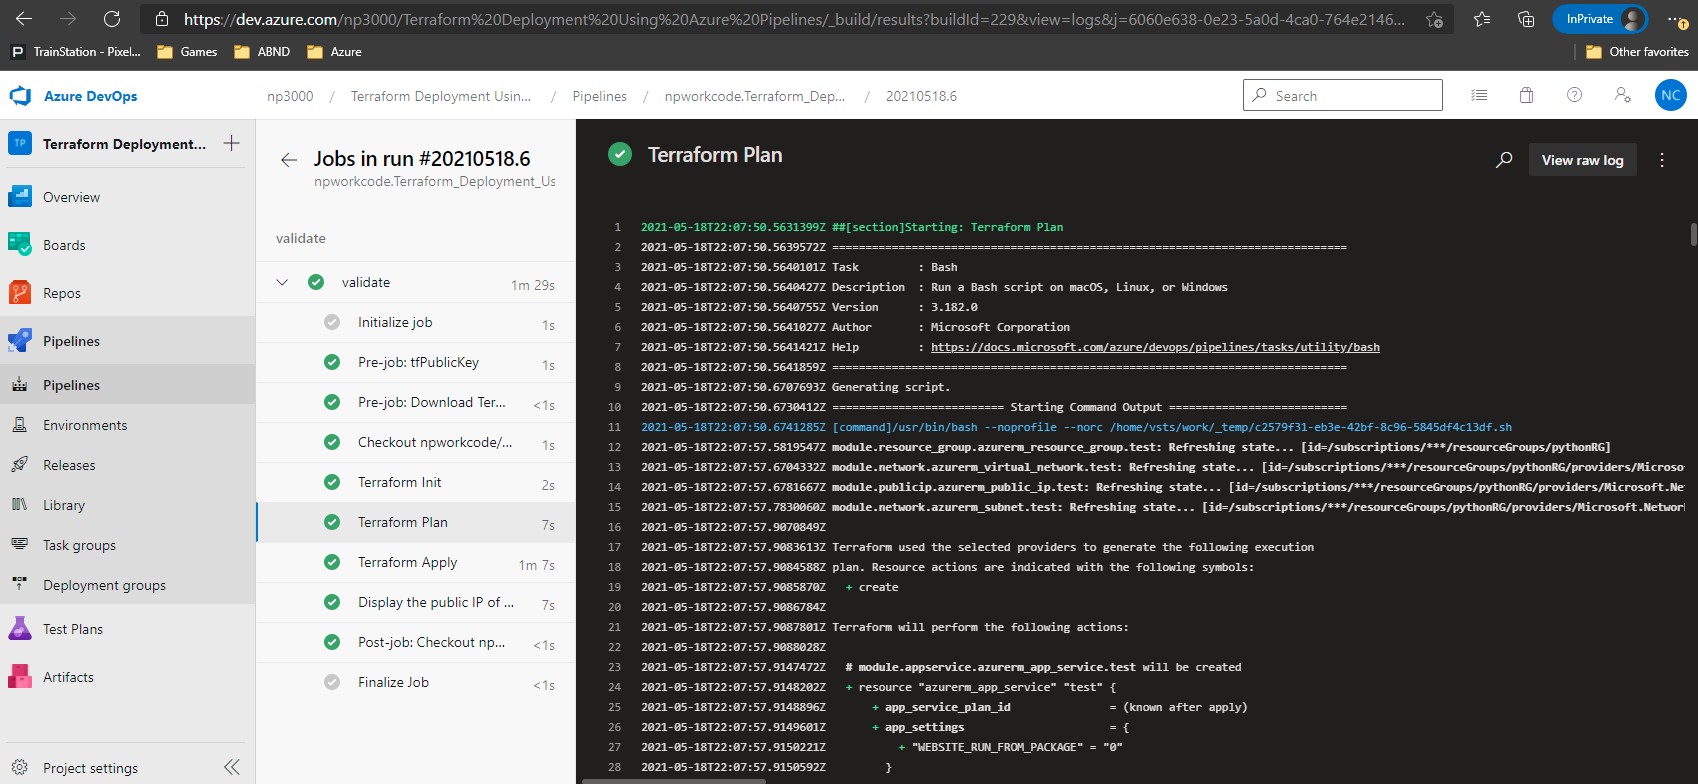 https://dev.azure.com/np3000/Terraform%20Deployment%20Using%20Azure%20Pipelines/_build/results?buildId=229&view=logs&j=6060e638-0e23-5a0d-4ca0-764e2146...
InPrivate
TrainStation - Pixel...
Games
ABND
Azure
Other favorites
Azure DevOps
np3000 / Terraform Deployment Usin... / Pipelines / npworkcode.Terraform_Dep... / 20210518.6
Search
NC
TP
Terraform Deployment...
Overview
Boards
Repos
Pipelines
Pipelines
Environments
Releases
Library
Task groups
Deployment groups
Test Plans
Artifacts
Project settings
Jobs in run #20210518.6
npworkcode.Terraform_Deployment_Us
validate
validate 1m 29s
Initialize job 1s
Pre-job: tfPublicKey 1s
Pre-job: Download Ter... <1s
Checkout npworkcode/... 1s
Terraform Init 2s
Terraform Plan 7s
Terraform Apply 1m 7s
Display the public IP of ... 7s
Post-job: Checkout np... <1s
Finalize Job <1s
Terraform Plan
View raw log
1 2021-05-18T22:07:50.5631399Z ##[section]Starting: Terraform Plan
2 2021-05-18T22:07:50.5639572Z ==============================================================================
3 2021-05-18T22:07:50.5640101Z Task : Bash
4 2021-05-18T22:07:50.5640427Z Description : Run a Bash script on macOS, Linux, or Windows
5 2021-05-18T22:07:50.5640755Z Version : 3.182.0
6 2021-05-18T22:07:50.5641027Z Author : Microsoft Corporation
7 2021-05-18T22:07:50.5641421Z Help : https://docs.microsoft.com/azure/devops/pipelines/tasks/utility/bash
8 2021-05-18T22:07:50.5641859Z ==============================================================================
9 2021-05-18T22:07:50.6707693Z Generating script.
10 2021-05-18T22:07:50.6730412Z ========================== Starting Command Output ===========================
11 2021-05-18T22:07:50.6741285Z [command]/usr/bin/bash --noprofile --norc /home/vsts/work/_temp/c2579f31-eb3e-42bf-8c96-5845df4c13df.sh
12 2021-05-18T22:07:57.5819547Z module.resource_group.azurerm_resource_group.test: Refreshing state... [id=/subscriptions/***/resourceGroups/pythonRG]
13 2021-05-18T22:07:57.6704332Z module.network.azurerm_virtual_network.test: Refreshing state... [id=/subscriptions/***/resourceGroups/pythonRG/providers/Microso
14 2021-05-18T22:07:57.6781667Z module.publicip.azurerm_public_ip.test: Refreshing state... [id=/subscriptions/***/resourceGroups/pythonRG/providers/Microsoft.Ne
15 2021-05-18T22:07:57.7830060Z module.network.azurerm_subnet.test: Refreshing state... [id=/subscriptions/***/resourceGroups/pythonRG/providers/Microsoft.Network
16 2021-05-18T22:07:57.9070849Z
17 2021-05-18T22:07:57.9083613Z Terraform used the selected providers to generate the following execution
18 2021-05-18T22:07:57.9084588Z plan. Resource actions are indicated with the following symbols:
19 2021-05-18T22:07:57.9085870Z + create
20 2021-05-18T22:07:57.9086784Z
21 2021-05-18T22:07:57.9087801Z Terraform will perform the following actions:
22 2021-05-18T22:07:57.9088028Z
23 2021-05-18T22:07:57.9147472Z # module.appservice.azurerm_app_service.test will be created
24 2021-05-18T22:07:57.9148202Z + resource "azurerm_app_service" "test" {
25 2021-05-18T22:07:57.9148896Z + app_service_plan_id = (known after apply)
26 2021-05-18T22:07:57.9149601Z + app_settings = {
27 2021-05-18T22:07:57.9150221Z + "WEBSITE_RUN_FROM_PACKAGE" = "0"
28 2021-05-18T22:07:57.9150592Z }